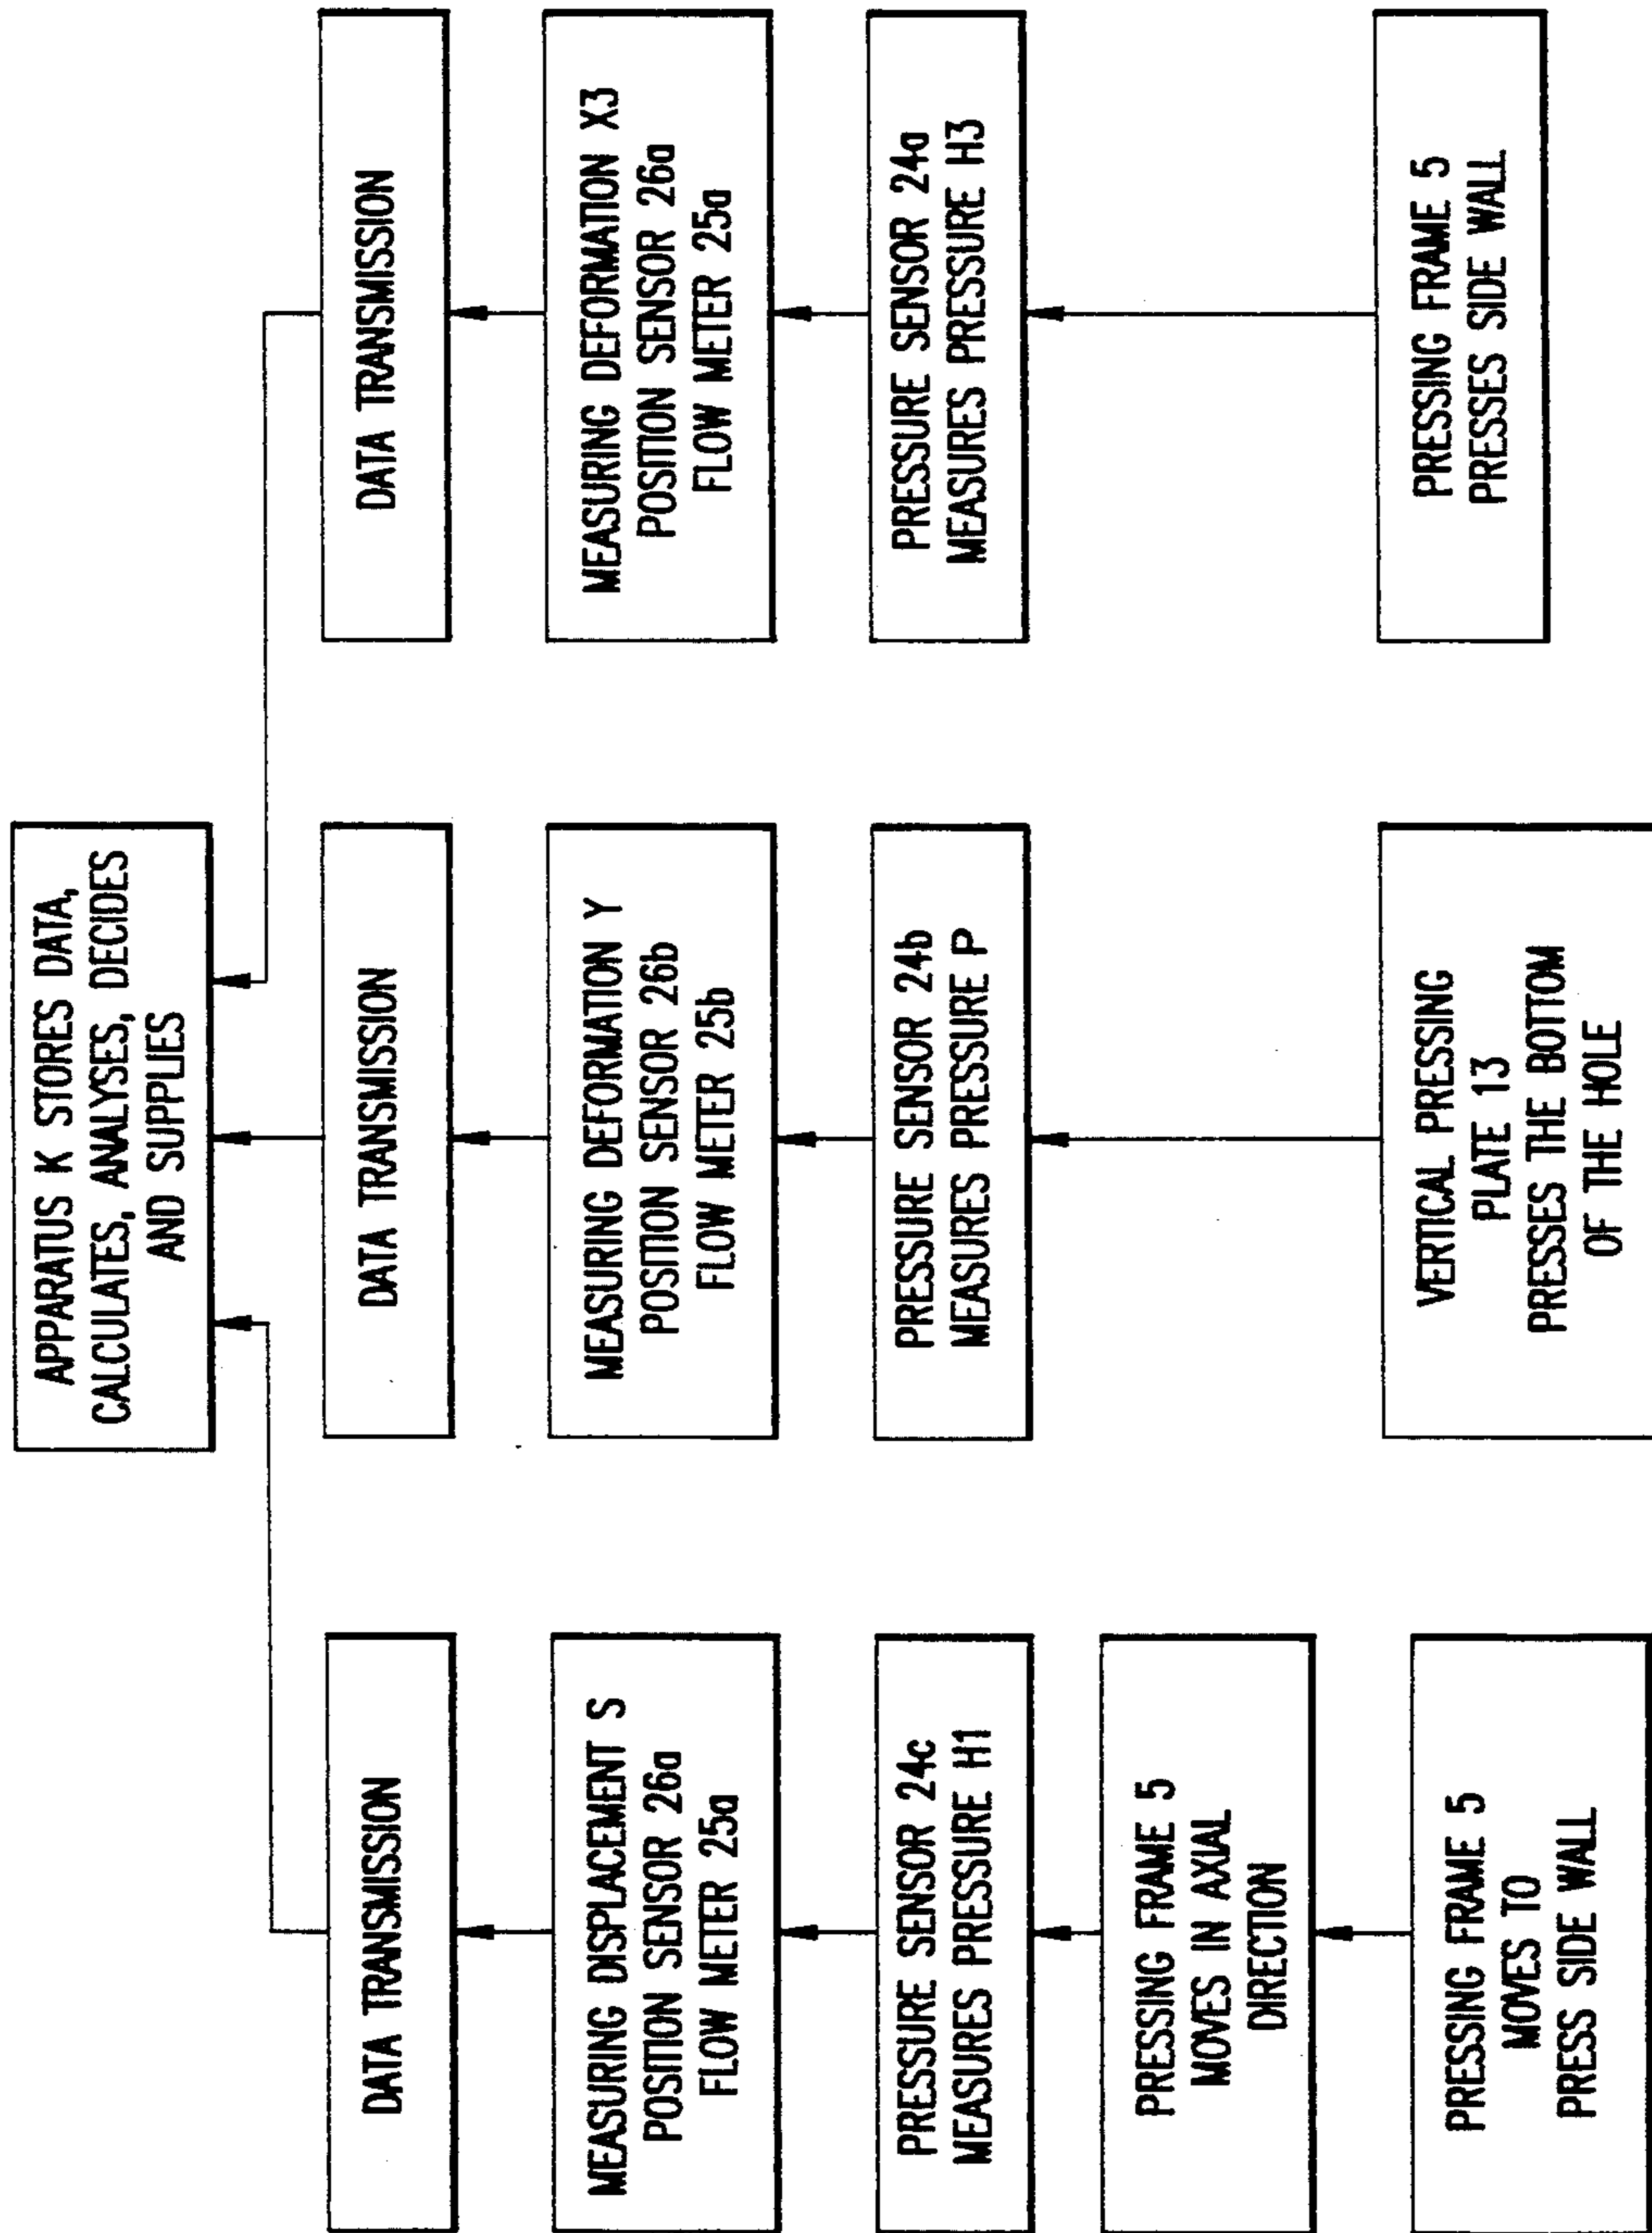 APPARATUS K STORES DATA,
CALCULATES, ANALYSES, DECIDES
AND SUPPLIES
DATA TRANSMISSION
MEASURING DISPLACEMENT S
POSITION SENSOR 26a
FLOW METER 25a
PRESSURE SENSOR 24c
MEASURES PRESSURE H1
PRESSING FRAME 5
MOVES IN AXIAL
DIRECTION
PRESSING FRAME 5
MOVES TO
PRESS SIDE WALL
DATA TRANSMISSION
MEASURING DEFORMATION Y
POSITION SENSOR 26b
FLOW METER 25b
PRESSURE SENSOR 24b
MEASURES PRESSURE P
VERTICAL PRESSING
PLATE 13
PRESSES THE BOTTOM
OF THE HOLE
DATA TRANSMISSION
MEASURING DEFORMATION X3
POSITION SENSOR 26a
FLOW METER 25a
PRESSURE SENSOR 24a
MEASURES PRESSURE H3
PRESSING FRAME 5
PRESSES SIDE WALL